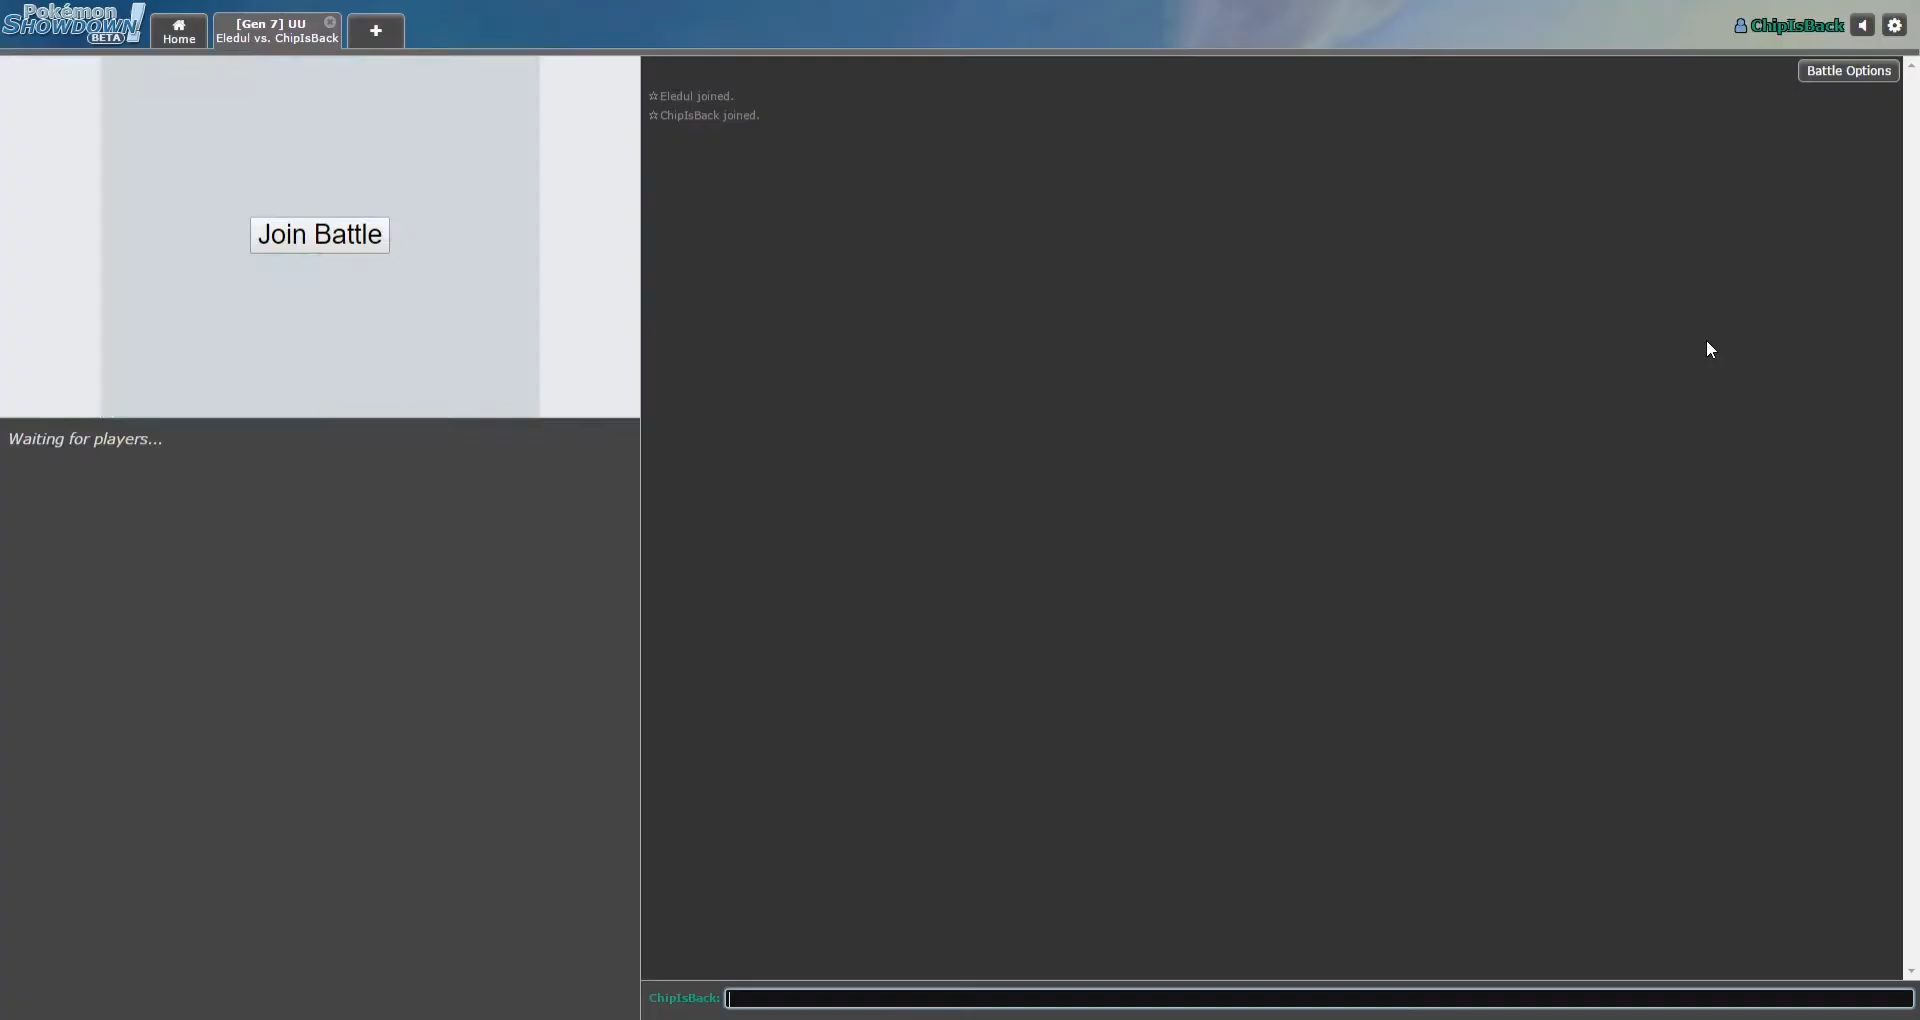 Pokémon
SHOWDOWN!
BETA
Home
[Gen 7] UU
Eledul vs. ChipIsBack
+
ChipIsBack
Battle Options
☆Eledul joined.
☆ChipIsBack joined.
Join Battle
Waiting for players...
ChipIsBack: